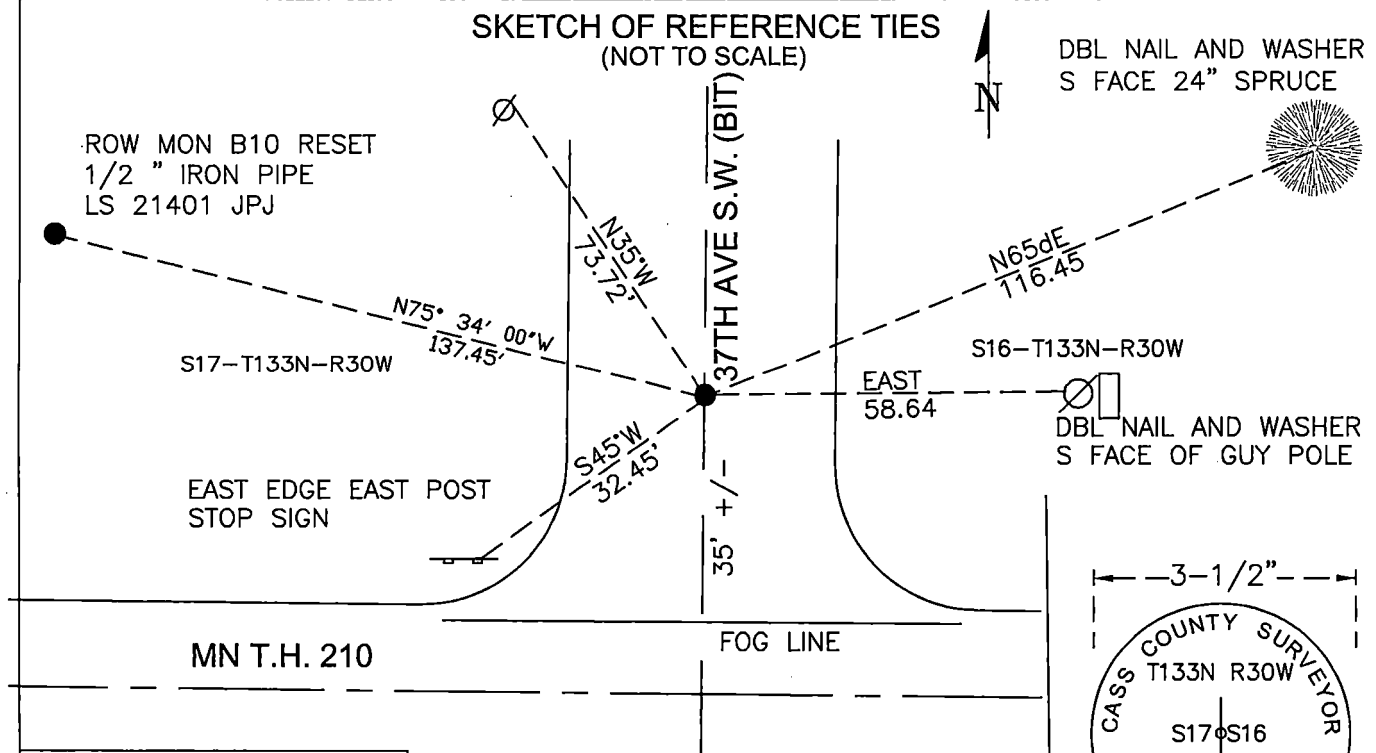 SKETCH OF REFERENCE TIES
(NOT TO SCALE)
N
DBL NAIL AND WASHER
S FACE 24" SPRUCE
ROW MON B10 RESET
1/2 " IRON PIPE
LS 21401 JPJ
37TH AVE S.W. (BIT)
N35°W
73.72'
N65dE
116.45
N75° 34' 00"W
137.45'
S17-T133N-R30W
S16-T133N-R30W
EAST
58.64
DBL NAIL AND WASHER
S FACE OF GUY POLE
S45°W
32.45'
EAST EDGE EAST POST
STOP SIGN
35' +/-
FOG LINE
MN T.H. 210
3-1/2"
CASS COUNTY SURVEYOR
T133N R30W
S17 S16